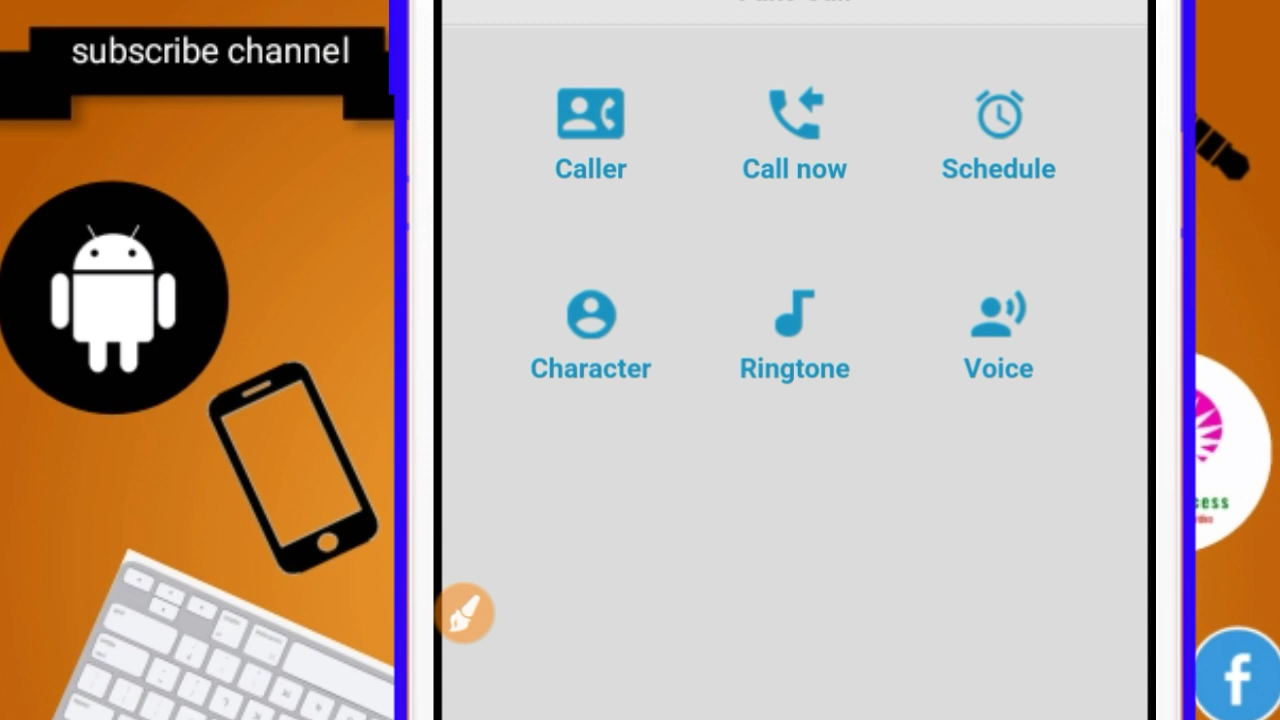 subscribe channel
Caller
Call now
Schedule
Character
Ringtone
Voice
f